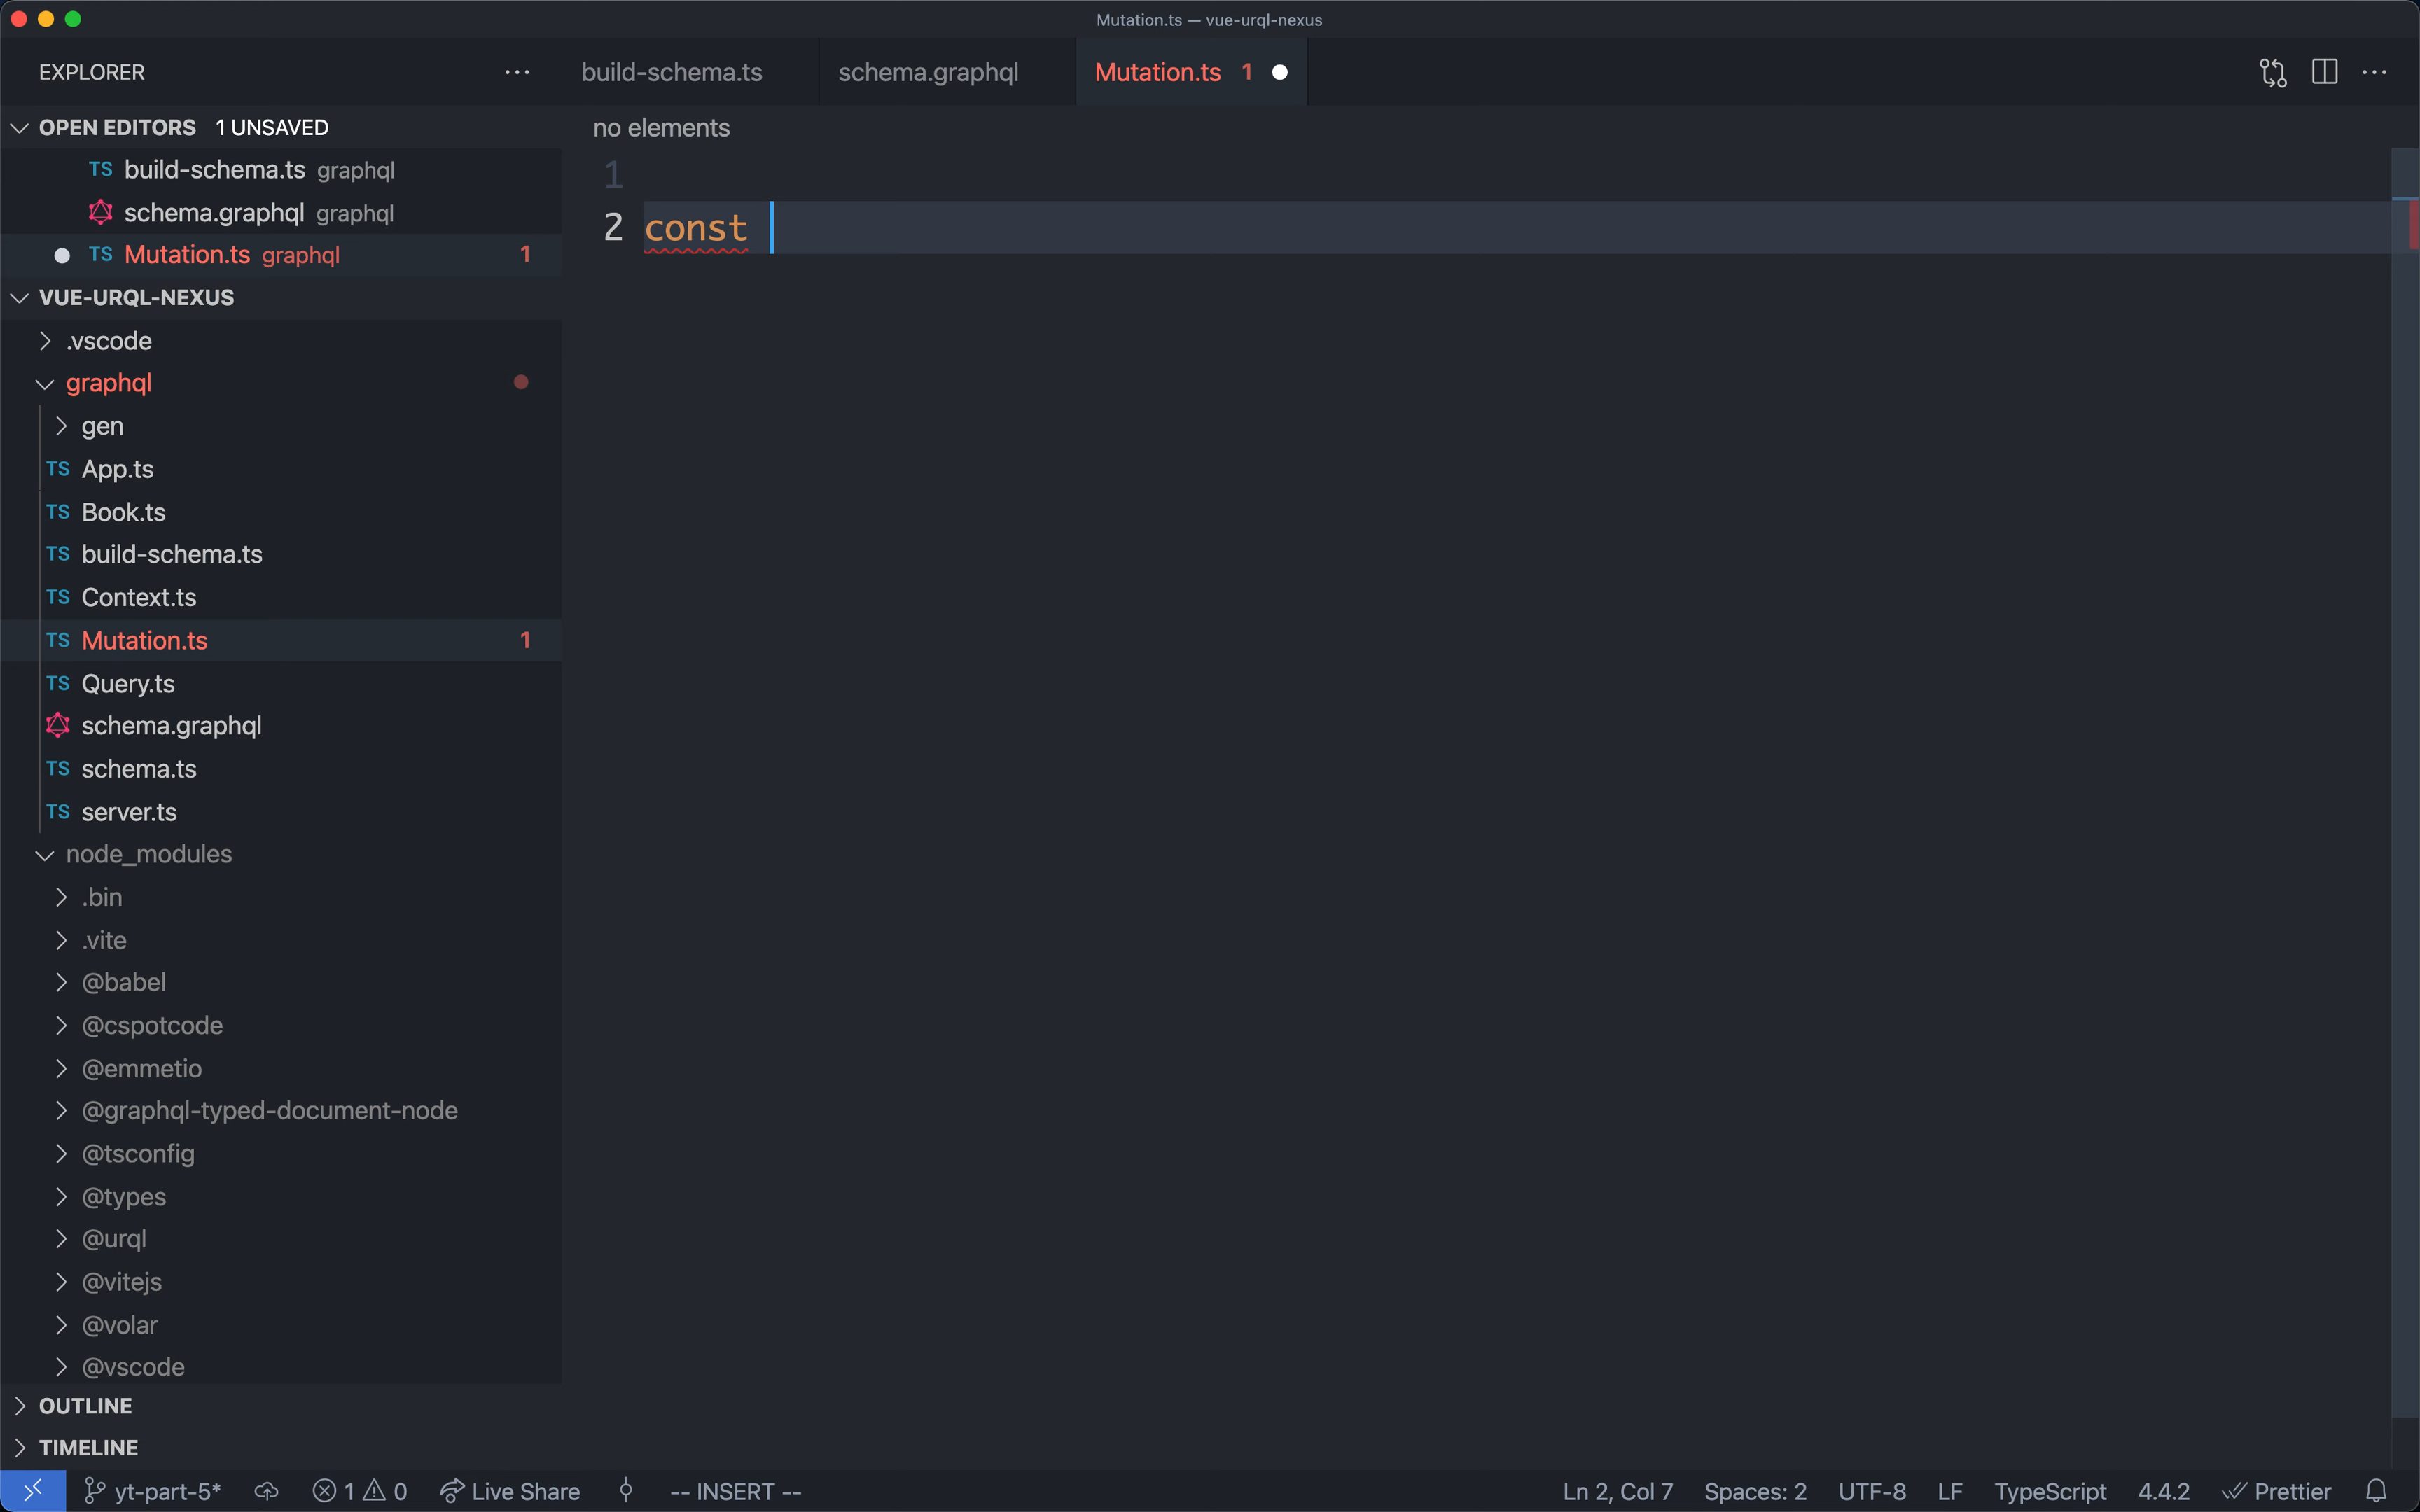 Mutation.ts — vue-urql-nexus
EXPLORER
build-schema.ts
schema.graphql
Mutation.ts 1
OPEN EDITORS 1 UNSAVED
no elements
TS build-schema.ts graphql
schema.graphql graphql
TS Mutation.ts graphql 1
1
2 const
VUE-URQL-NEXUS
.vscode
graphql
gen
TS App.ts
TS Book.ts
TS build-schema.ts
TS Context.ts
TS Mutation.ts 1
TS Query.ts
schema.graphql
TS schema.ts
TS server.ts
node_modules
.bin
.vite
@babel
@cspotcode
@emmetio
@graphql-typed-document-node
@tsconfig
@types
@urql
@vitejs
@volar
@vscode
OUTLINE
TIMELINE
yt-part-5* 1 0 Live Share -- INSERT -- Ln 2, Col 7 Spaces: 2 UTF-8 LF TypeScript 4.4.2 Prettier